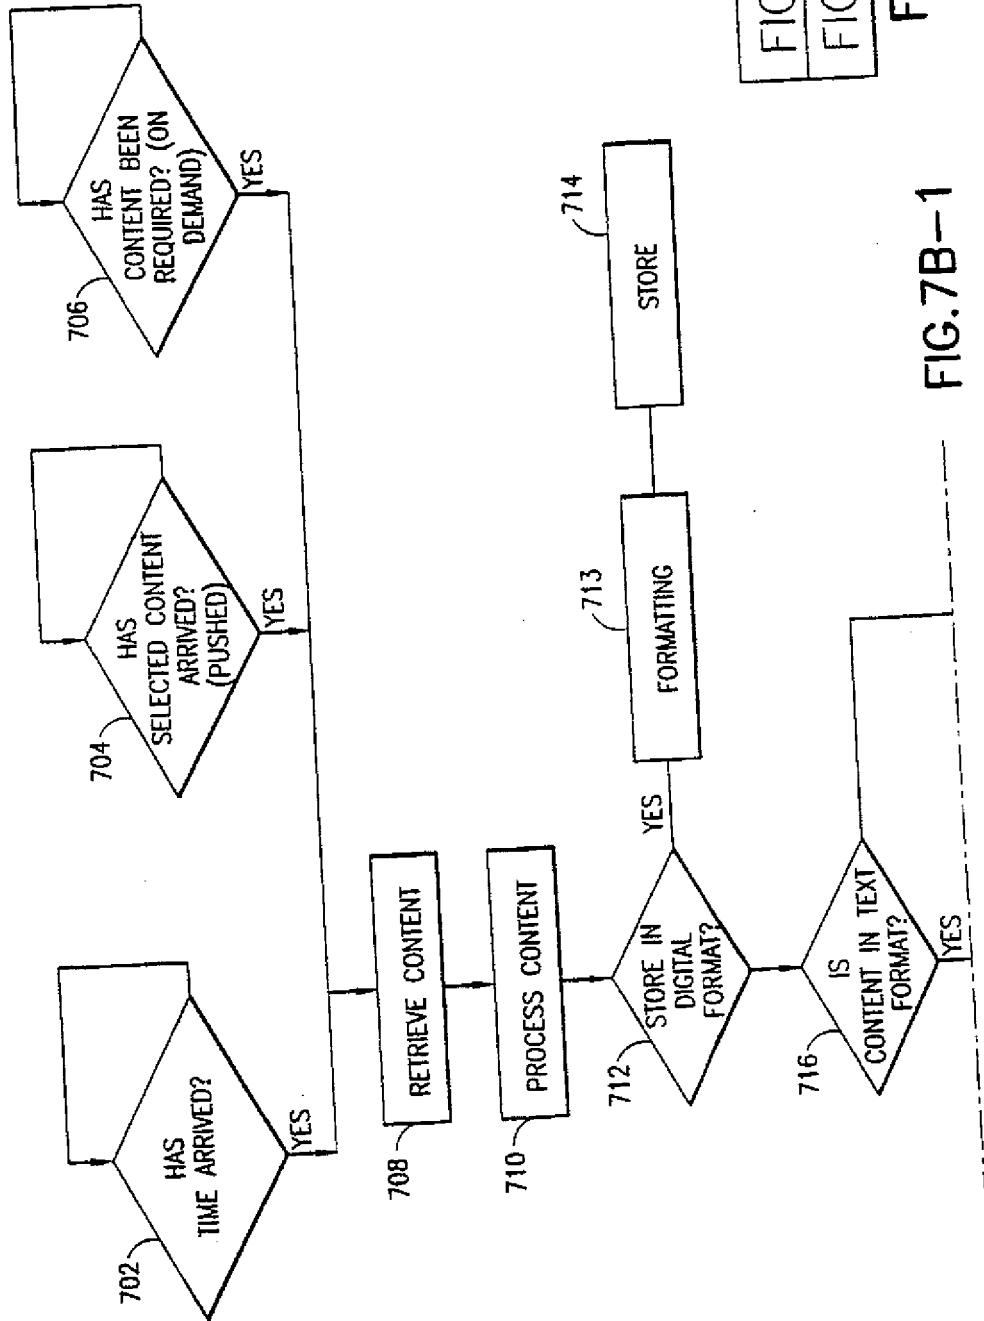 702
HAS
TIME ARRIVED?
YES
704
HAS
SELECTED CONTENT
ARRIVED?
(PUSHED)
YES
706
HAS
CONTENT BEEN
REQUIRED? (ON
DEMAND)
YES
708
RETRIEVE CONTENT
710
PROCESS CONTENT
712
STORE IN
DIGITAL
FORMAT?
YES
713
FORMATTING
714
STORE
716
IS
CONTENT IN TEXT
FORMAT?
YES
FIG.7B-1
FIG
FIG
F